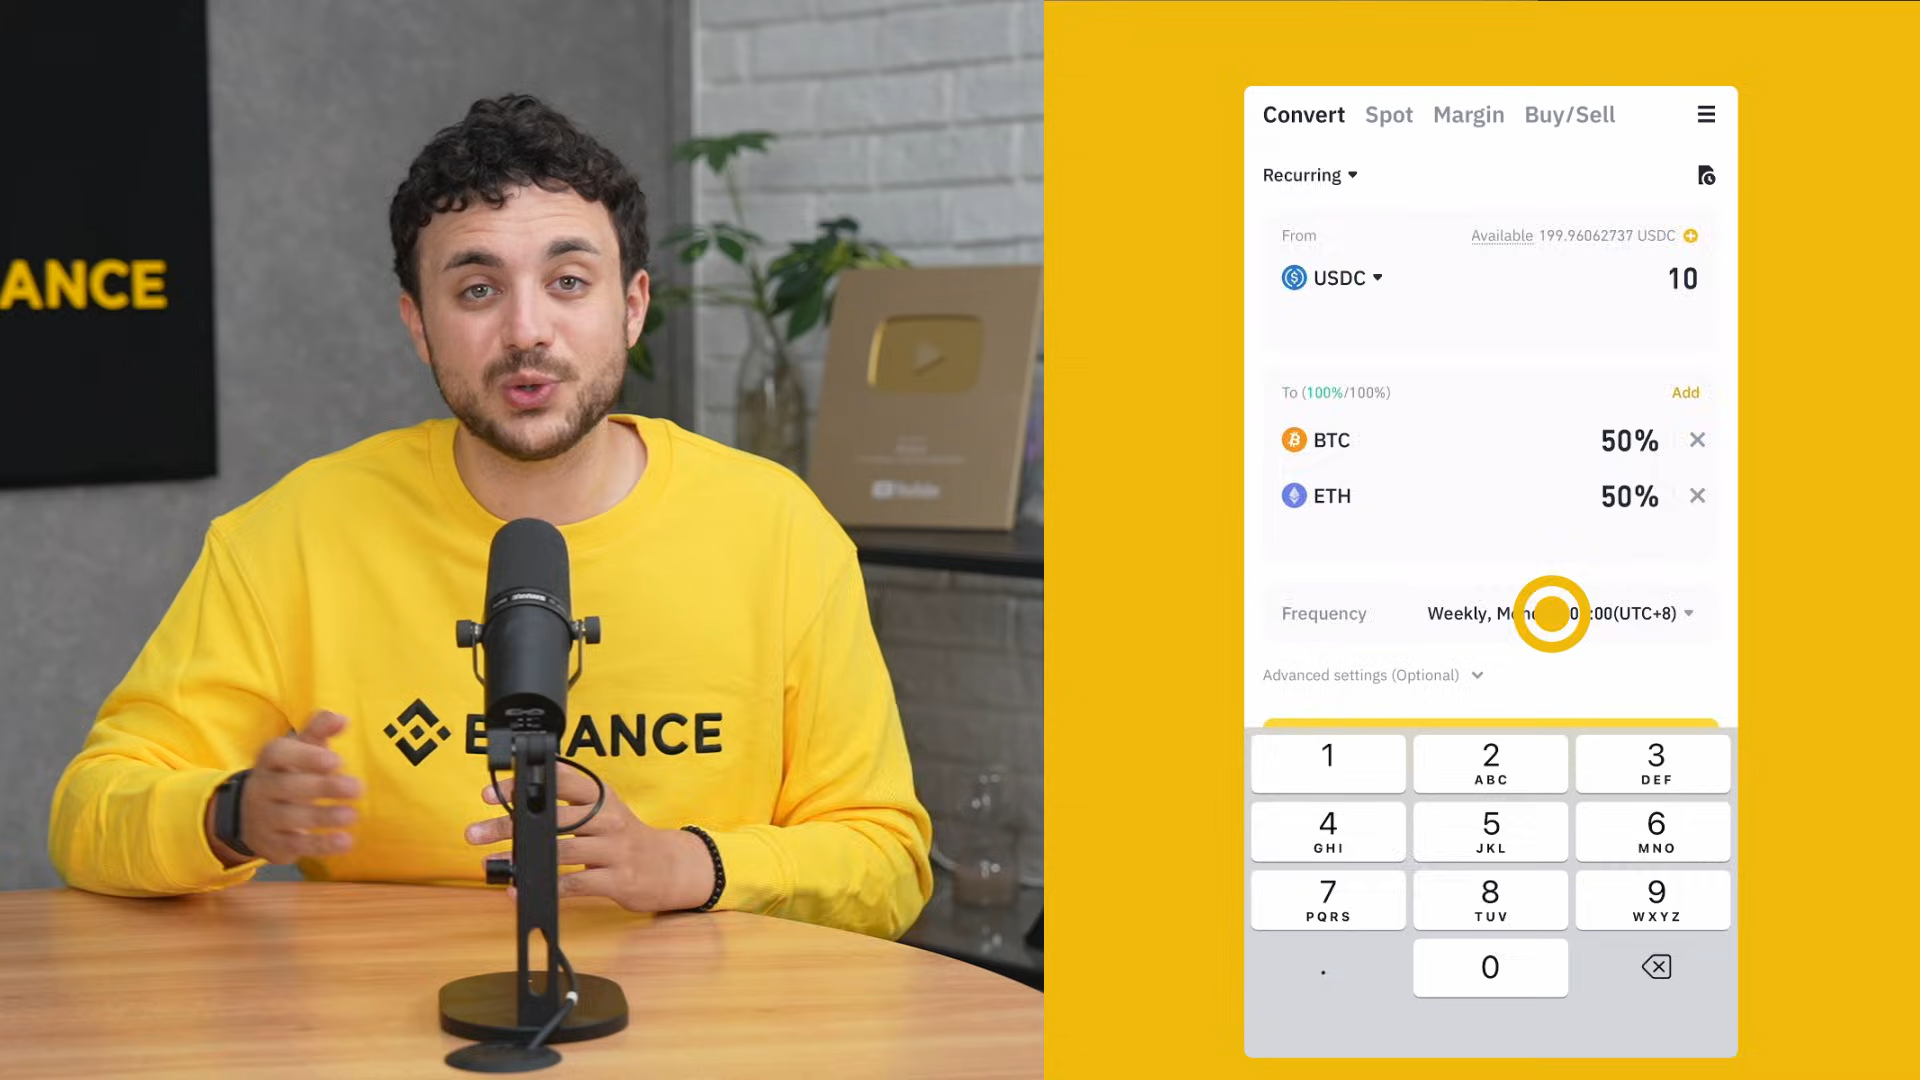 ANCE
YouTube
ANCE
Convert Spot Margin Buy/Sell
Recurring
From Available 199.96062737 USDC
USDC 10
To (100%/100%) Add
BTC 50%
ETH 50%
Frequency Weekly, :00(UTC+8)
Advanced settings (Optional)
1 2 3
ABC DEF
4 5 6
GHI JKL MNO
7 8 9
PQRS TUV WXYZ
. 0